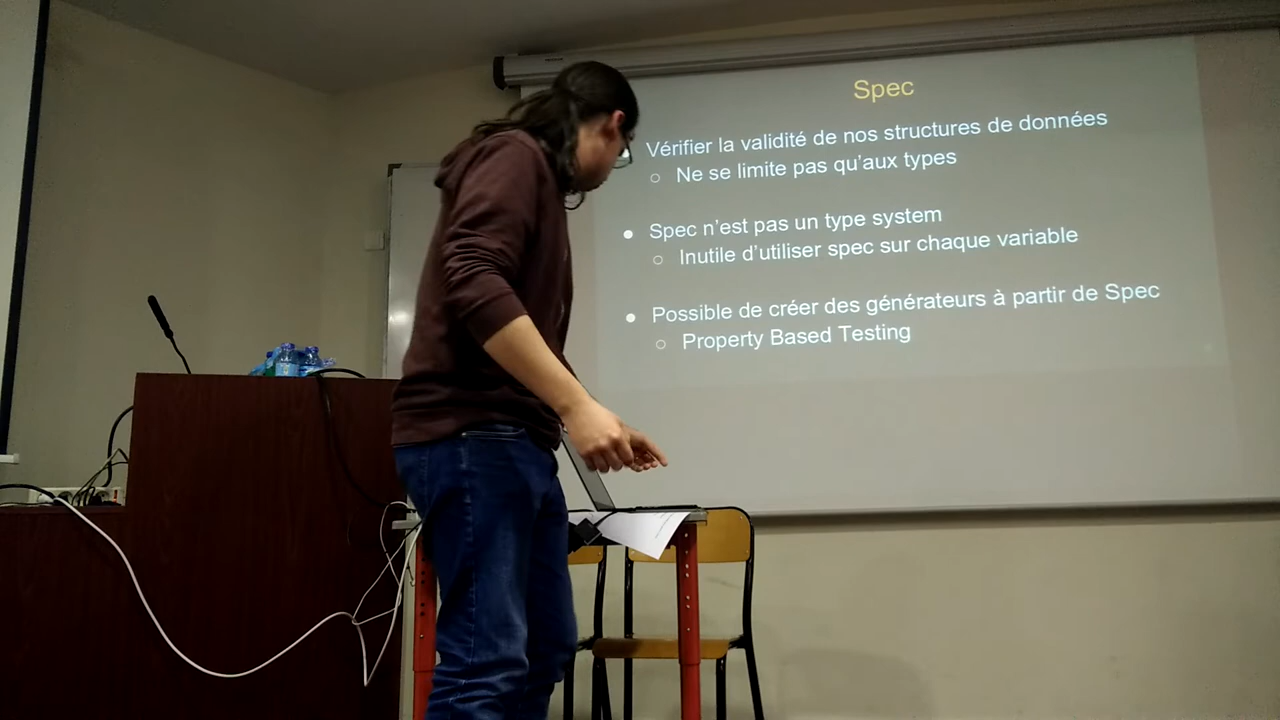 Spec
Vérifier la validité de nos structures de données
○ Ne se limite pas qu'aux types
● Spec n'est pas un type system
○ Inutile d'utiliser spec sur chaque variable
● Possible de créer des générateurs à partir de Spec
○ Property Based Testing